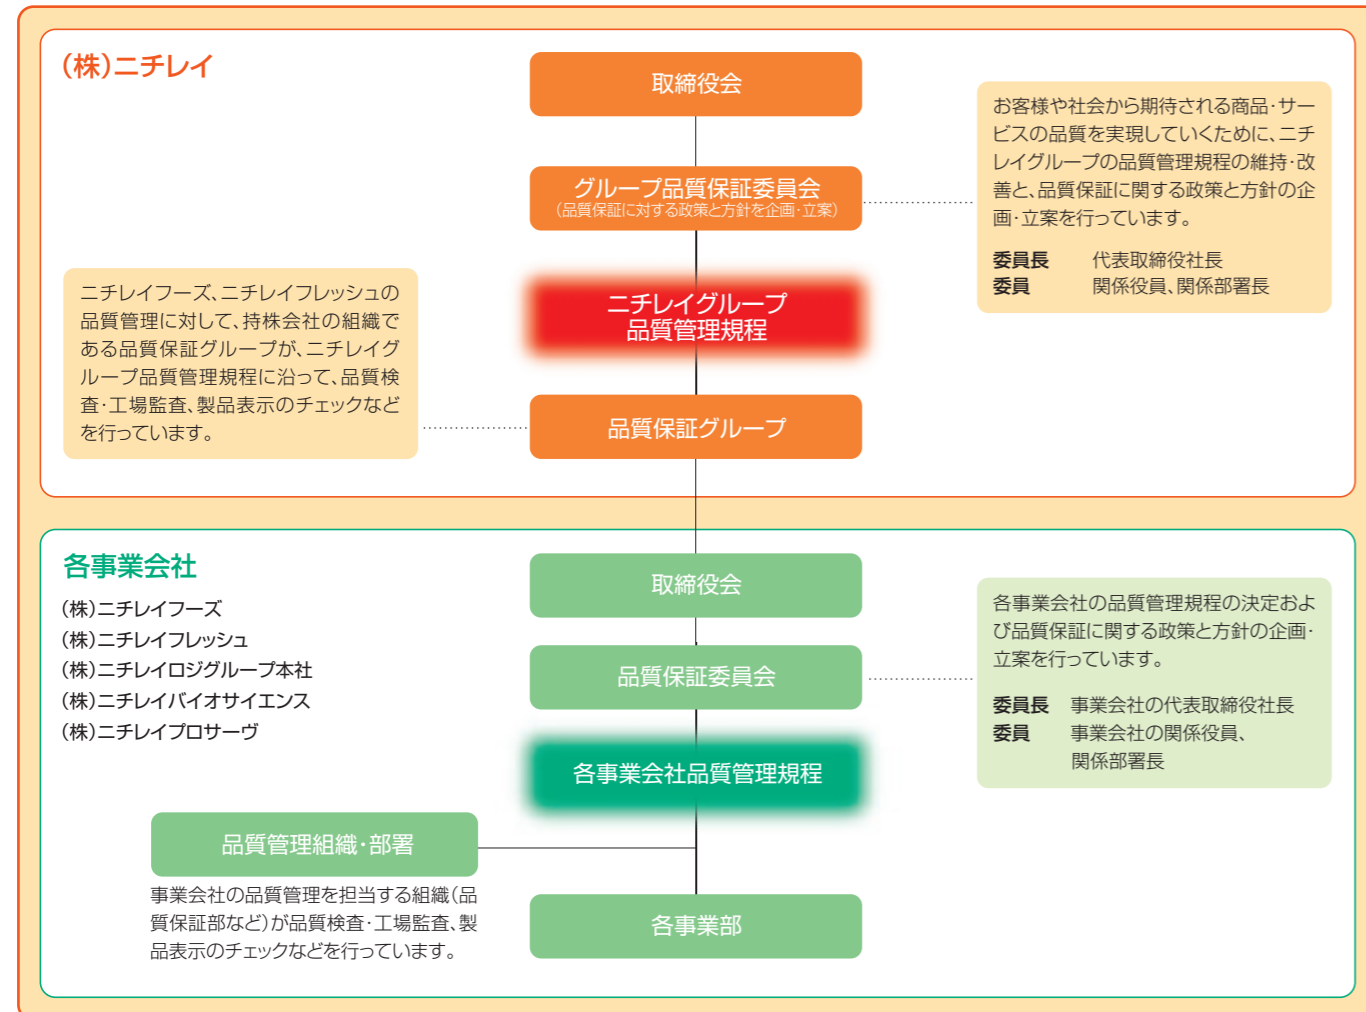 (株)ニチレイ
取締役会
グループ品質保証委員会
(品質保証に対する政策と方針を企画・立案)
お客様や社会から期待される商品・サー
ビスの品質を実現していくために、ニチ
レイグループの品質管理規程の維持・改
善と、品質保証に関する政策と方針の企
画・立案を行っています。
委員長 代表取締役社長
委員 関係役員、関係部署長
ニチレイグループ
品質管理規程
ニチレイフーズ、ニチレイフレッシュの
品質管理に対して、持株会社の組織で
ある品質保証グループが、ニチレイグ
ループ品質管理規程に沿って、品質検
査・工場監査、製品表示のチェックなど
を行っています。
品質保証グループ
各事業会社
(株)ニチレイフーズ
(株)ニチレイフレッシュ
(株)ニチレイロジグループ本社
(株)ニチレイバイオサイエンス
(株)ニチレイプロサーヴ
取締役会
品質保証委員会
各事業会社の品質管理規程の決定およ
び品質保証に関する政策と方針の企画・
立案を行っています。
委員長 事業会社の代表取締役社長
委員 事業会社の関係役員、
関係部署長
各事業会社品質管理規程
品質管理組織・部署
事業会社の品質管理を担当する組織(品
質保証部など)が品質検査・工場監査、製
品表示のチェックなどを行っています。
各事業部